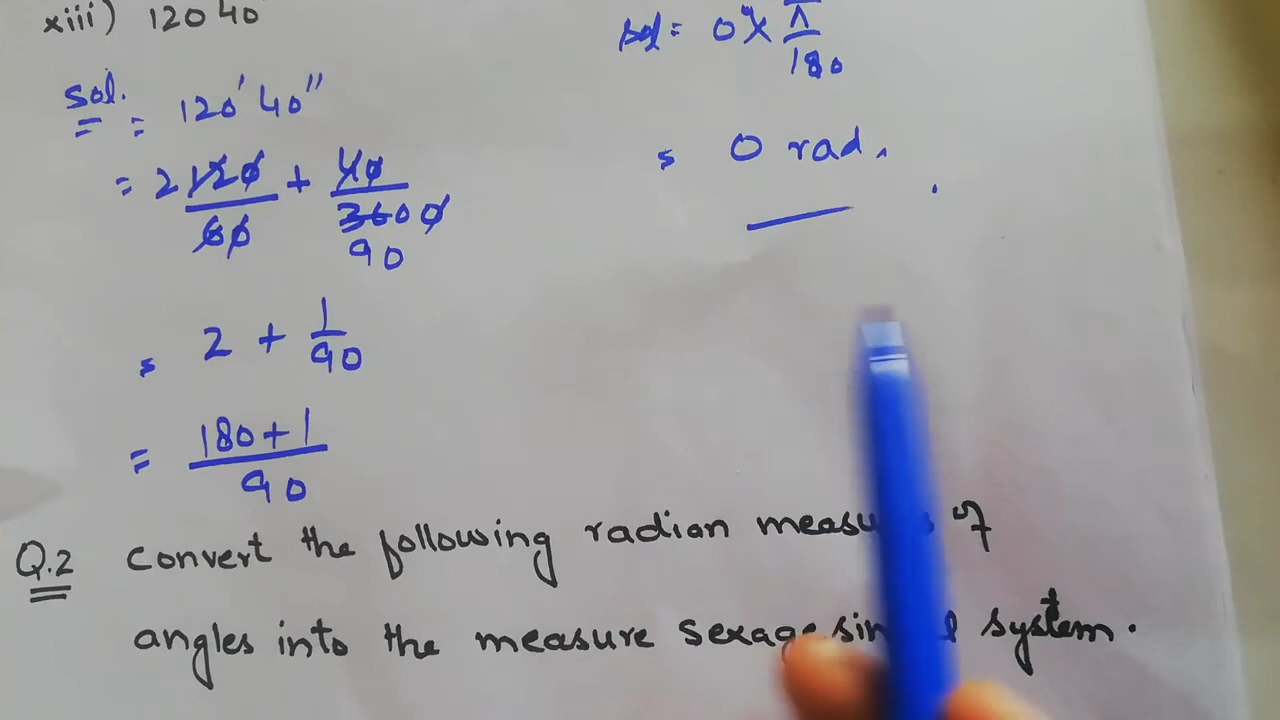 xiii) 120 40
sol. = 120' 40"
= 2 120/60 + 40/3600 90
= 2 + 1/90
= 180+1/90
sol = 0° × π/180
= 0 rad.
Q.2 Convert the following radian measures of
angles into the measure sexagesimal system.